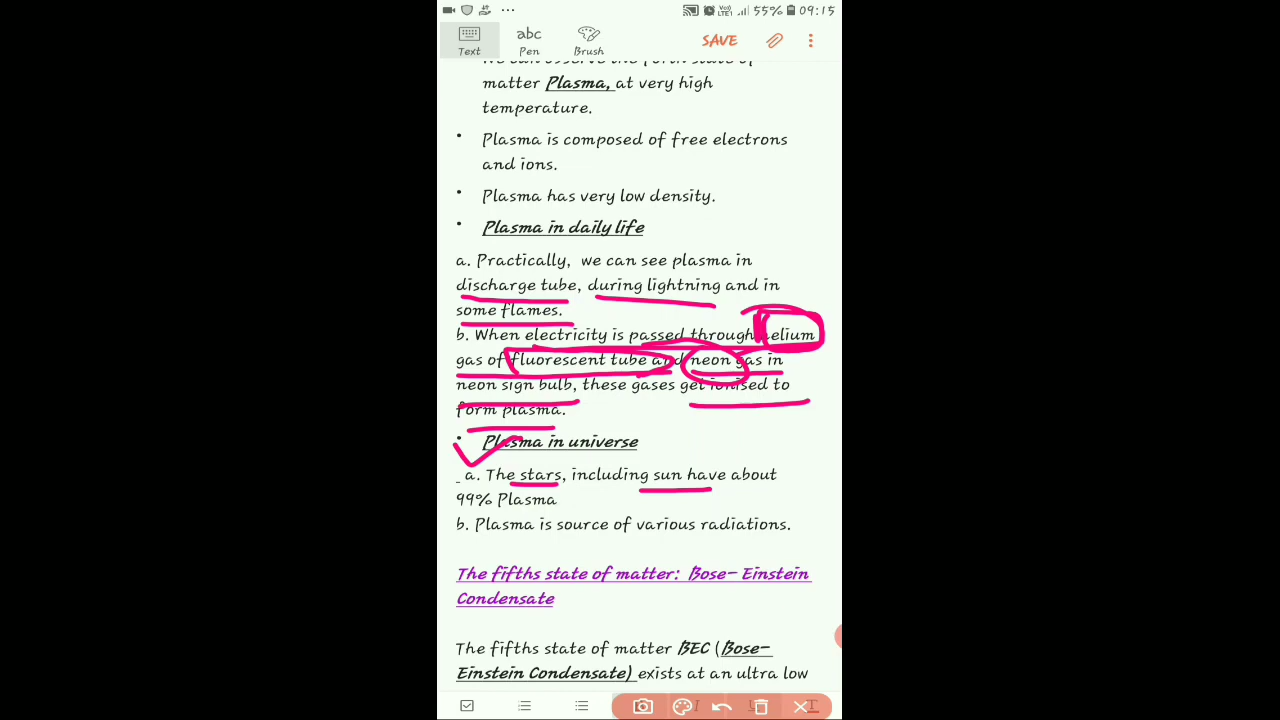 55% 09:15
Text
abc
Pen
Brush
SAVE
matter Plasma, at very high
temperature.
• Plasma is composed of free electrons
and ions.
• Plasma has very low density.
• Plasma in daily life
a. Practically, we can see plasma in
discharge tube, during lightning and in
some flames.
b. When electricity is passed through helium
gas of fluorescent tube and neon gas in
neon sign bulb, these gases get ionised to
form plasma.
• Plasma in universe
a. The stars, including sun have about
99% Plasma
b. Plasma is source of various radiations.
The fifths state of matter: Bose- Einstein
Condensate
The fifths state of matter BEC (Bose-
Einstein Condensate) exists at an ultra low